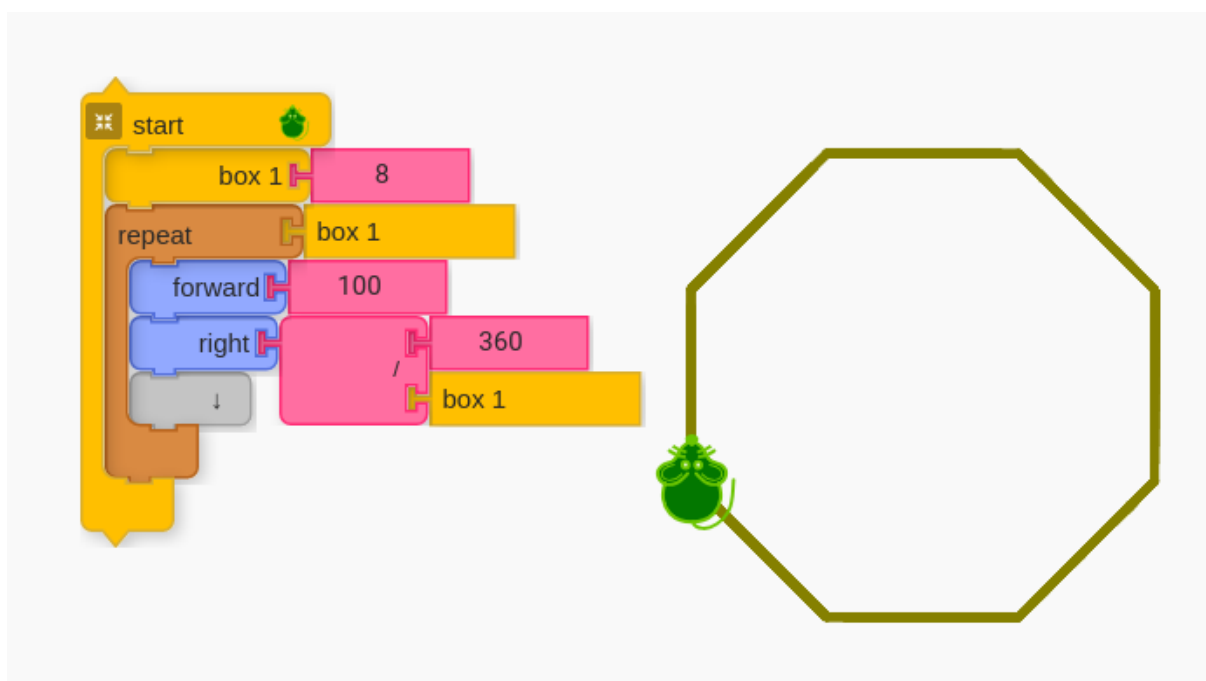 start
box 1 8
repeat box 1
forward 100
right 360
/
box 1
↓